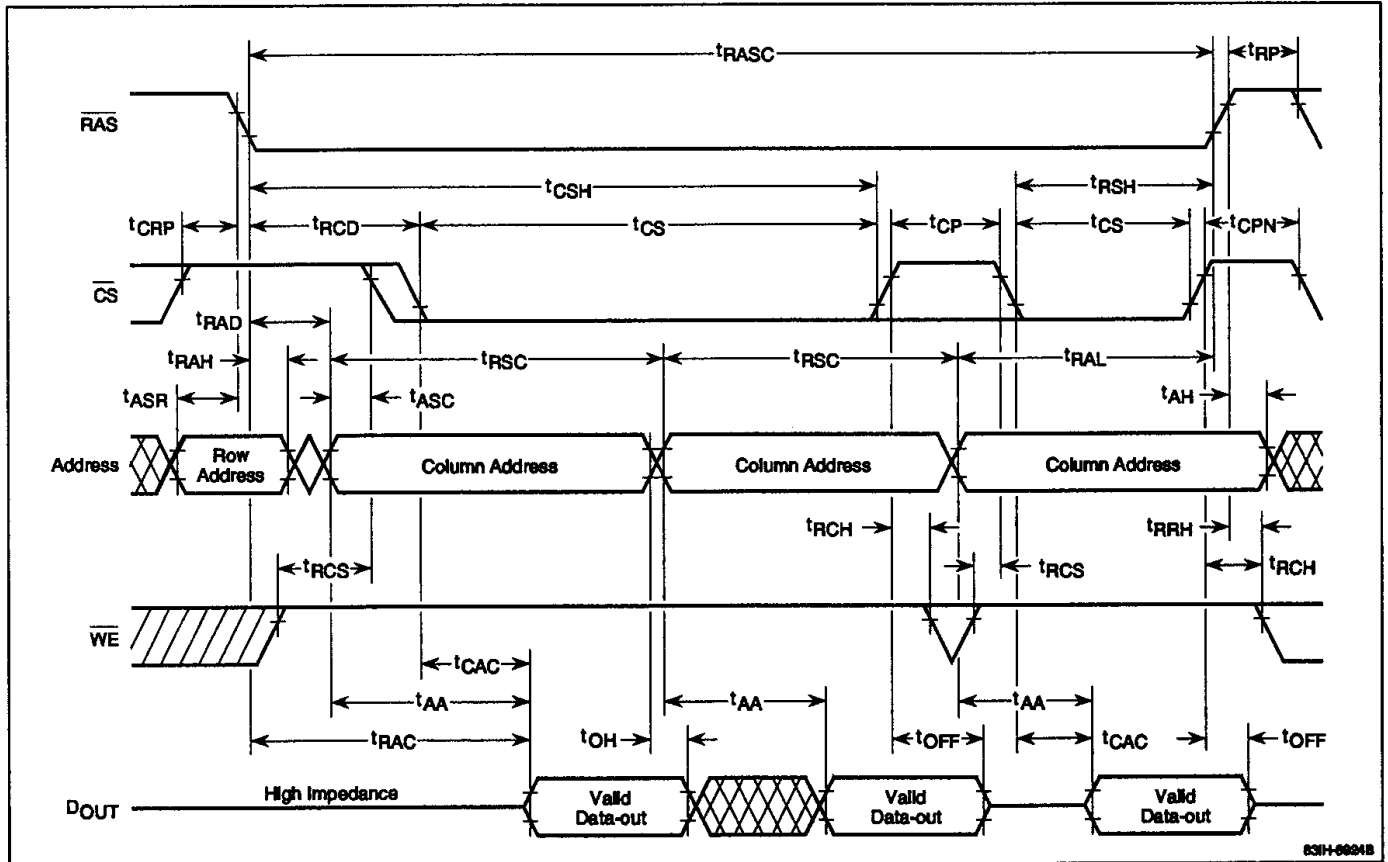 tRASC
tRP
RAS
tCSH
tRSH
tCRP
tRCD
tCS
tCP
tCS
tCPN
CS
tRAD
tRAH
tRSC
tRSC
tRAL
tASR
tASC
tAH
Address
Row
Address
Column Address
Column Address
Column Address
tRCH
tRRH
tRCS
tRCS
tRCH
WE
tCAC
tAA
tAA
tAA
tRAC
tOH
tOFF
tCAC
tOFF
High Impedance
DOUT
Valid
Data-out
Valid
Data-out
Valid
Data-out
83IH-6924B